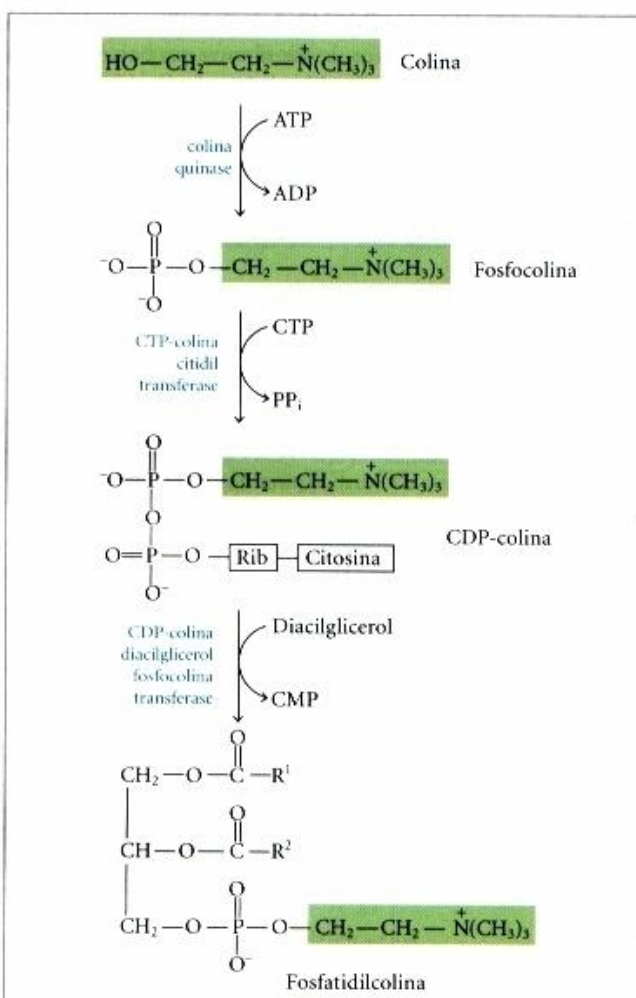 HO—CH₂—CH₂—N⁺(CH₃)₃ Colina
ATP
colina
quinase
ADP
O
⁻O—P—O—CH₂—CH₂—N⁺(CH₃)₃ Fosfocolina
⁻O
CTP
CTP-colina
citidil
transferase
PPᵢ
O
⁻O—P—O—CH₂—CH₂—N⁺(CH₃)₃
O
CDP-colina
O=P—O—Rib—Citosina
O⁻
Diacilglicerol
CDP-colina
diacilglicerol
fosfocolina
transferase
CMP
O
CH₂—O—C—R¹
O
CH—O—C—R²
O
CH₂—O—P—O—CH₂—CH₂—N⁺(CH₃)₃
O⁻
Fosfatidilcolina